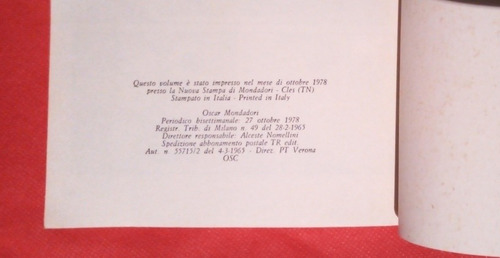 Questo volume è stato impresso nel mese di ottobre 1978
presso la Nuova Stampa di Mondadori - Cles (TN)
Stampato in Italia - Printed in Italy
Oscar Mondadori
Periodico bisettimanale: 27 ottobre 1978
Registr. Trib. di Milano n. 49 del 28-2-1965
Direttore responsabile: Alceste Nomellini
Spedizione abbonamento postale TR edit.
Aut. n. 55715/2 del 4-3-1965 - Direz. PT Verona
OSC